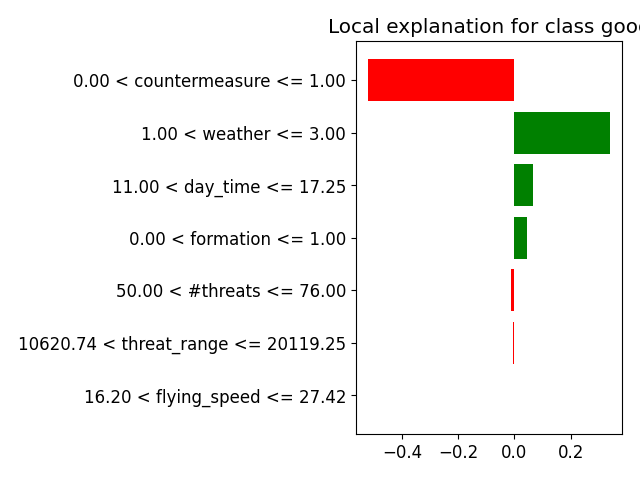 Local explanation for class goo
0.00 < countermeasure <= 1.00
1.00 < weather <= 3.00
11.00 < day_time <= 17.25
0.00 < formation <= 1.00
50.00 < #threats <= 76.00
10620.74 < threat_range <= 20119.25
16.20 < flying_speed <= 27.42
−0.4 −0.2 0.0 0.2